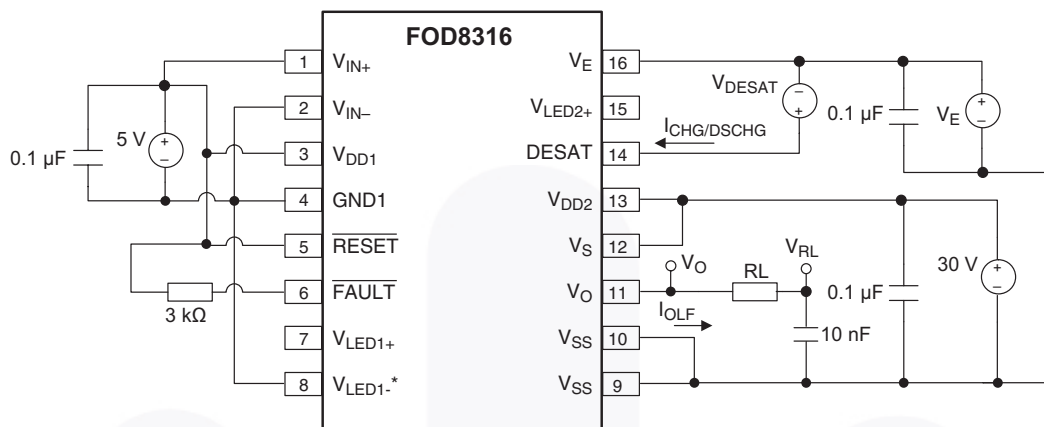 FOD8316
1 VIN+
2 VIN–
3 VDD1
4 GND1
5 RESET
6 FAULT
7 VLED1+
8 VLED1-*
0.1 µF
5 V
+
–
3 kΩ
VE 16
VLED2+ 15
DESAT 14
VDD2 13
VS 12
VO 11
VSS 10
VSS 9
VDESAT
–
+
ICHG/DSCHG
0.1 µF
VE
+
–
VO
RL
VRL
IOLF
10 nF
0.1 µF
30 V
+
–